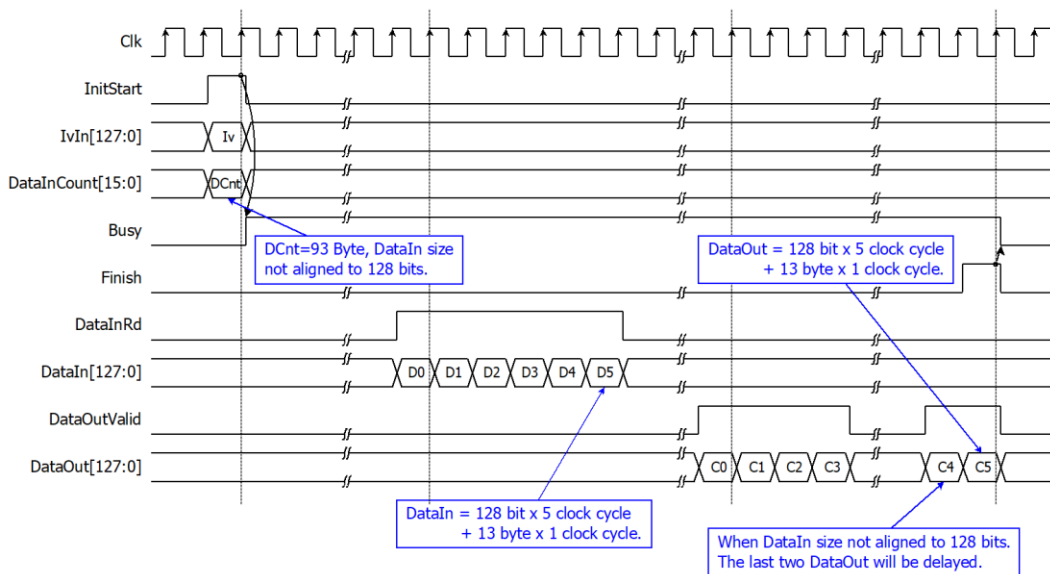 Clk
InitStart
IvIn[127:0]
Iv
DataInCount[15:0]
DCnt
Busy
DCnt=93 Byte, DataIn size
not aligned to 128 bits.
DataOut = 128 bit x 5 clock cycle
+ 13 byte x 1 clock cycle.
Finish
DataInRd
DataIn[127:0]
D0 D1 D2 D3 D4 D5
DataOutValid
DataOut[127:0]
C0 C1 C2 C3 C4 C5
DataIn = 128 bit x 5 clock cycle
+ 13 byte x 1 clock cycle.
When DataIn size not aligned to 128 bits.
The last two DataOut will be delayed.